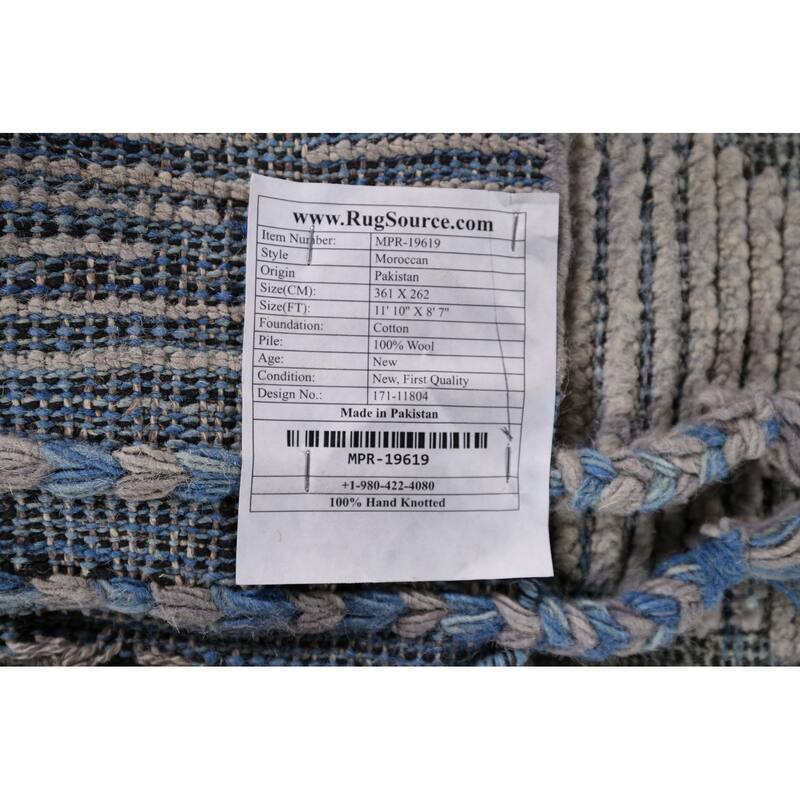 www.RugSource.com
Item Number: MPR-19619
Style Moroccan
Origin Pakistan
Size(CM): 361 X 262
Size(FT): 11' 10" X 8' 7"
Foundation: Cotton
Pile: 100% Wool
Age: New
Condition: New, First Quality
Design No.: 171-11804
Made in Pakistan
MPR-19619
+1-980-422-4080
100% Hand Knotted